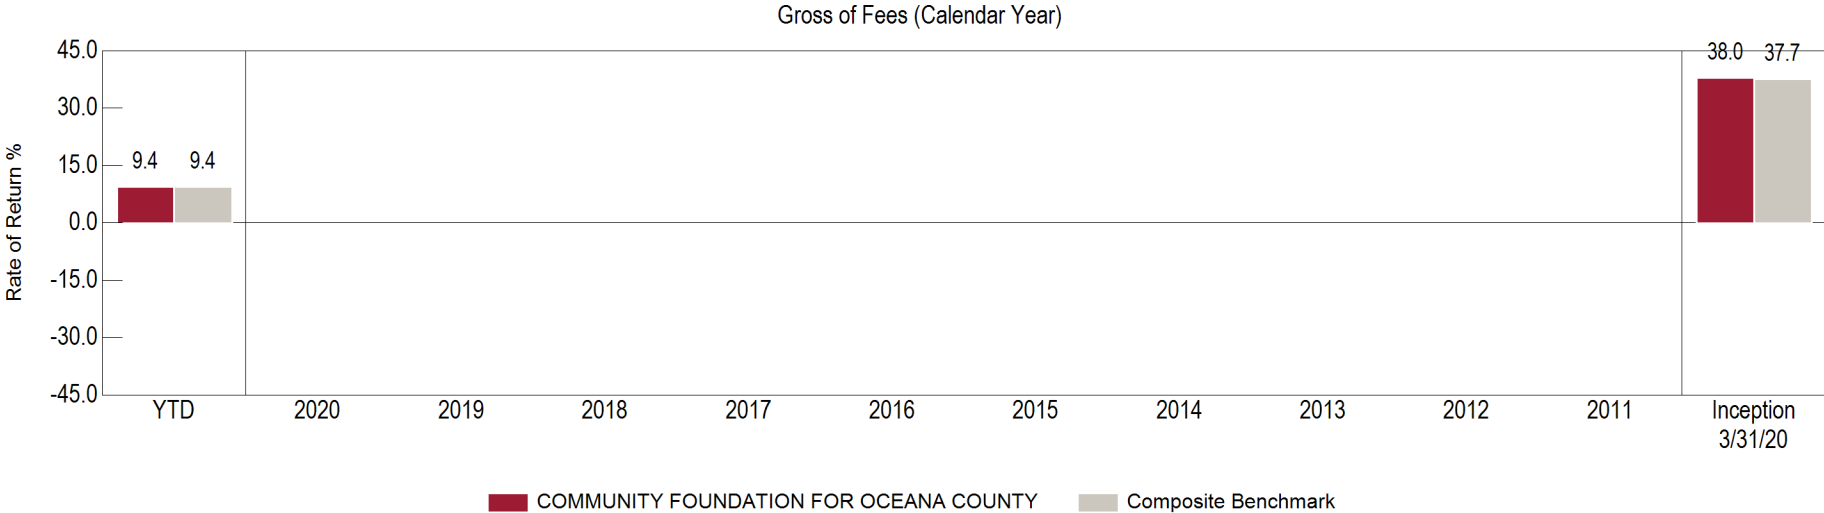 Gross of Fees (Calendar Year)
Rate of Return %
45.0
30.0
15.0
0.0
-15.0
-30.0
-45.0
9.4 9.4
38.0 37.7
YTD 2020 2019 2018 2017 2016 2015 2014 2013 2012 2011 Inception
3/31/20
COMMUNITY FOUNDATION FOR OCEANA COUNTY Composite Benchmark